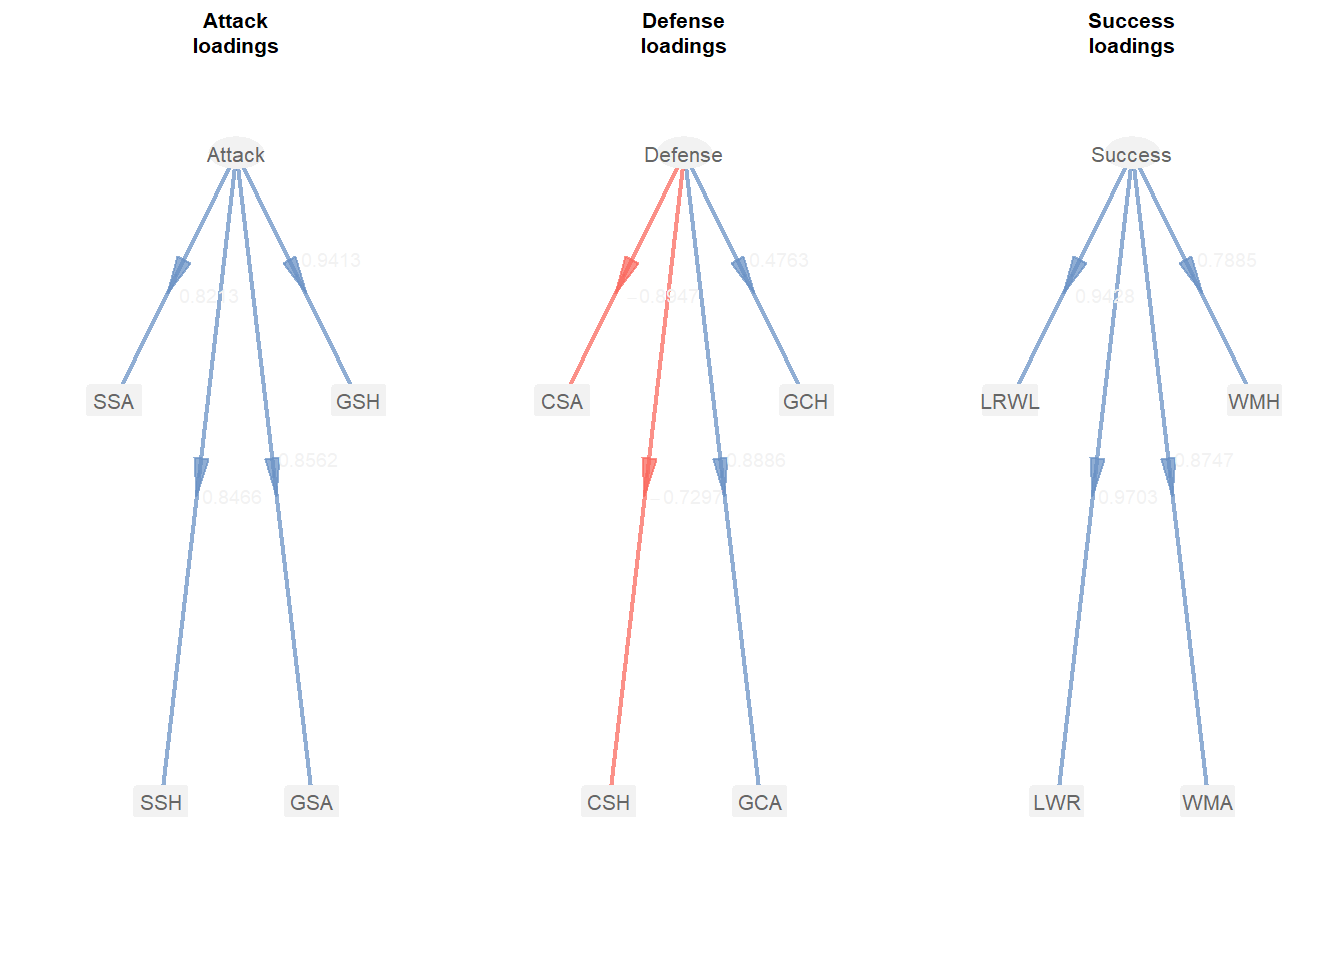 Attack
loadings
Defense
loadings
Success
loadings
Attack
Defense
Success
0.9413
0.4763
0.7885
0.8213
-0.8947
0.9428
SSA
GSH
CSA
GCH
LRWL
WMH
0.8562
0.8886
0.8747
0.8466
-0.7297
0.9703
SSH
GSA
CSH
GCA
LWR
WMA